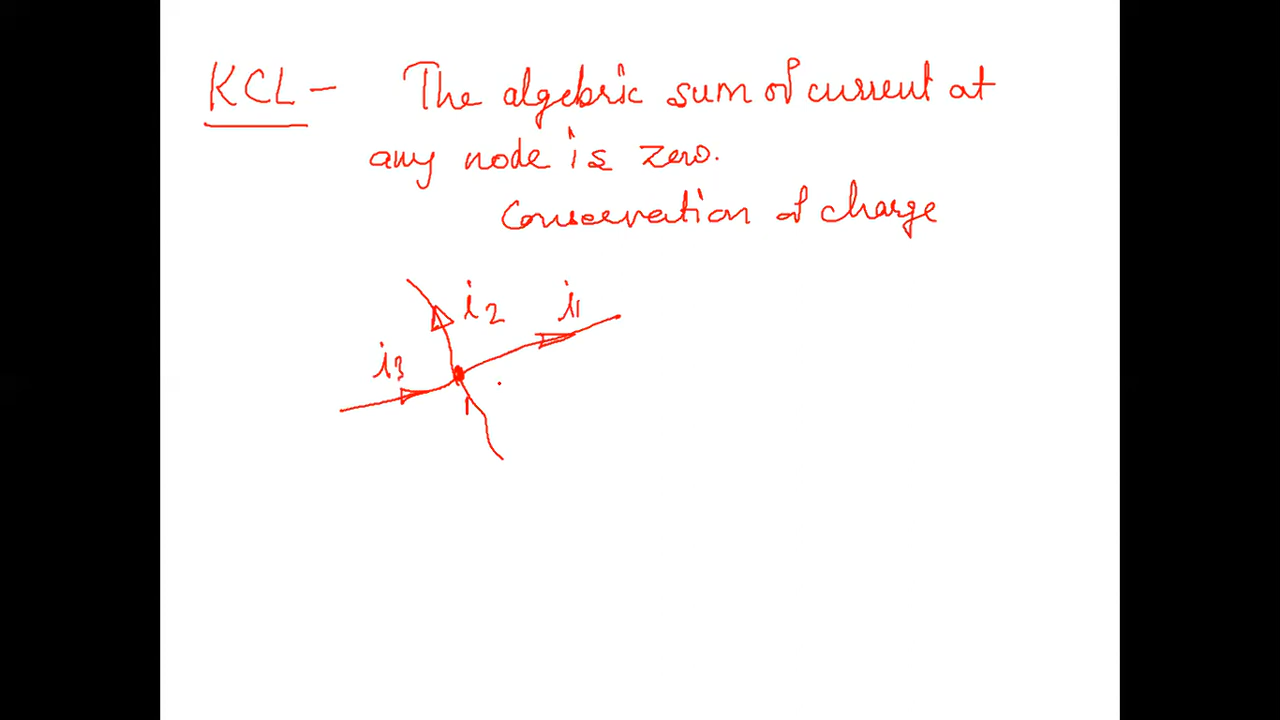 KCL - The algebric sum of current at
any node is zero.
Conservation of charge
i2 i1
i3